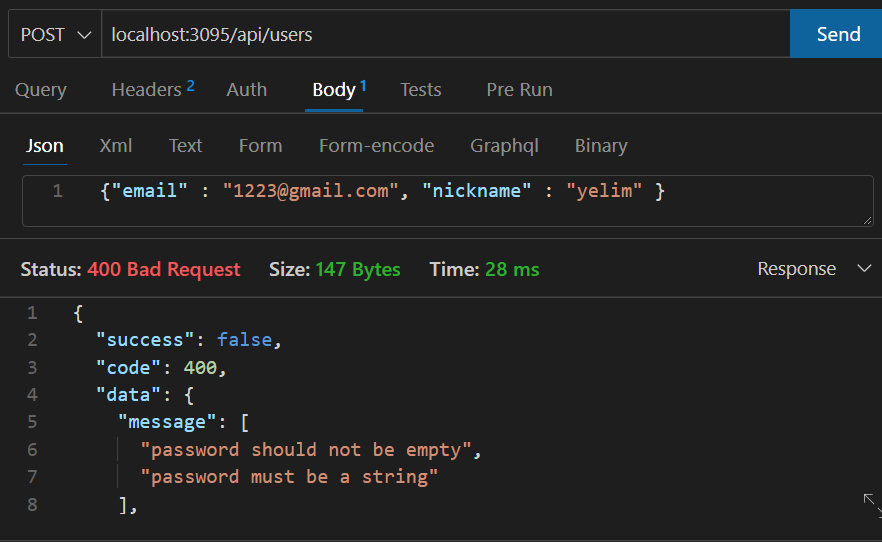 POST localhost:3095/api/users Send
Query Headers 2 Auth Body 1 Tests Pre Run
Json Xml Text Form Form-encode Graphql Binary
1 {"email" : "1223@gmail.com", "nickname" : "yelim" }
Status: 400 Bad Request Size: 147 Bytes Time: 28 ms Response
1 {
2 "success": false,
3 "code": 400,
4 "data": {
5 "message": [
6 "password should not be empty",
7 "password must be a string"
8 ],